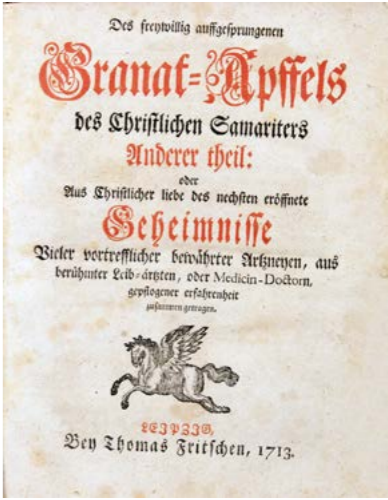 Des freywillig auffgesprungenen
Granat-Apffels
des Christlichen Samariters
Anderer theil:
oder
Aus Christlicher liebe des nechsten eröffnete
Geheimnisse
Vieler vortrefflicher bewährter Artzneyen, aus
berühmter Leib-ärtzten, oder Medicin-Doctorn,
gepflogener erfahrenheit
zusammen getragen.
LEIPZIG,
Bey Thomas Fritschen, 1713.